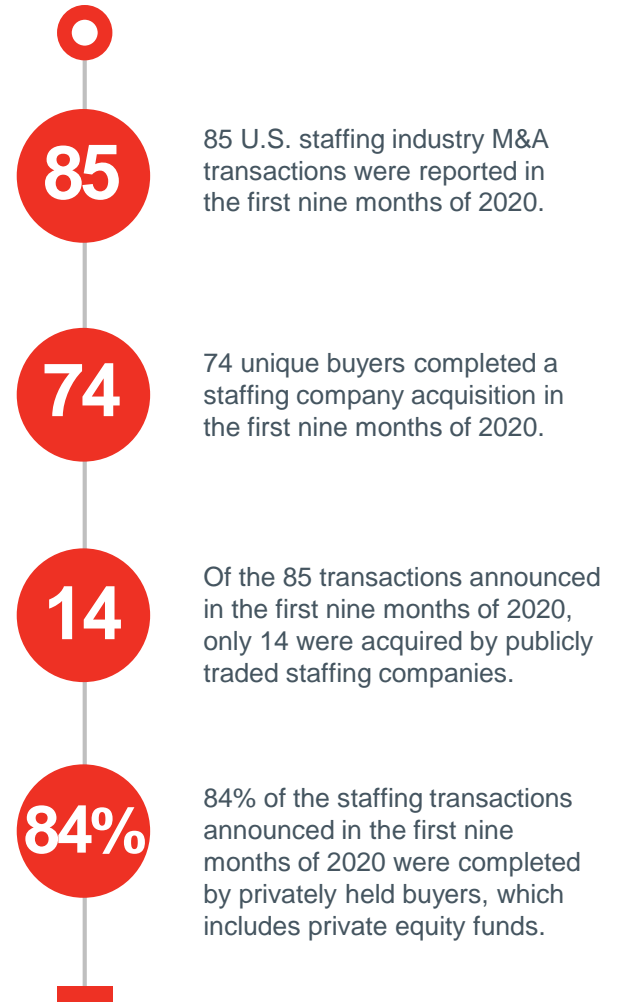 85
85 U.S. staffing industry M&A
transactions were reported in
the first nine months of 2020.
74
74 unique buyers completed a
staffing company acquisition in
the first nine months of 2020.
14
Of the 85 transactions announced
in the first nine months of 2020,
only 14 were acquired by publicly
traded staffing companies.
84%
84% of the staffing transactions
announced in the first nine
months of 2020 were completed
by privately held buyers, which
includes private equity funds.